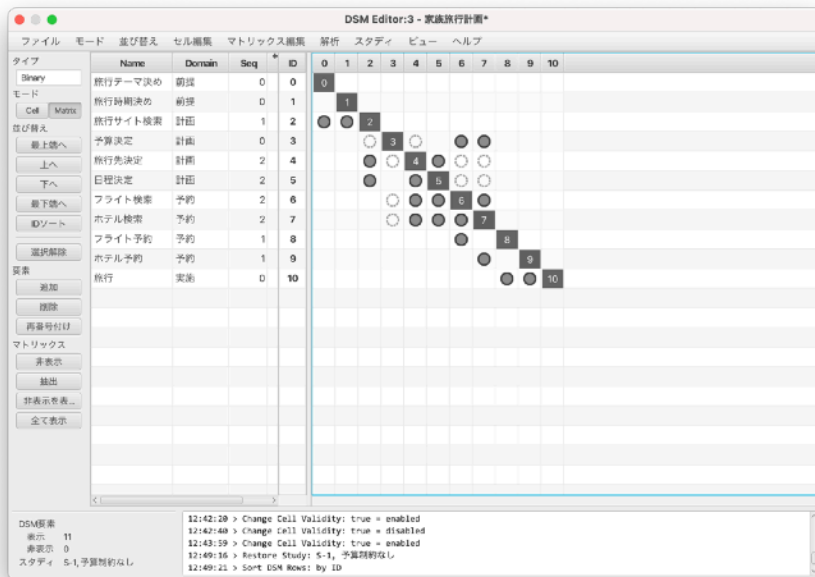 DSM Editor:3 - 家族旅行計画*
ファイル モード 並び替え セル編集 マトリックス編集 解析 スタディ ビュー ヘルプ
タイプ
Binary
モード
Cell Matrix
並び替え
最上端へ
上へ
下へ
最下端へ
IDソート
選択解除
要素
追加
削除
再番号付け
マトリックス
非表示
抽出
非表示を表...
全て表示
Name Domain Seq ID 0 1 2 3 4 5 6 7 8 9 10
旅行テーマ決め 前提 0 0 0
旅行時期決め 前提 0 1 1
旅行サイト検索 計画 1 2 2
予算決定 計画 0 3 3
旅行先決定 計画 2 4 4
日程決定 計画 2 5 5
フライト検索 予約 2 6 6
ホテル検索 予約 2 7 7
フライト予約 予約 1 8 8
ホテル予約 予約 1 9 9
旅行 実施 0 10 10
DSM要素
表示 11
非表示 0
スタディ S-1,予算制約なし
12:42:20 > Change Cell Validity: true = enabled
12:42:40 > Change Cell Validity: true = disabled
12:43:59 > Change Cell Validity: true = enabled
12:49:16 > Restore Study: S-1, 予算制約なし
12:49:21 > Sort DSM Rows: by ID